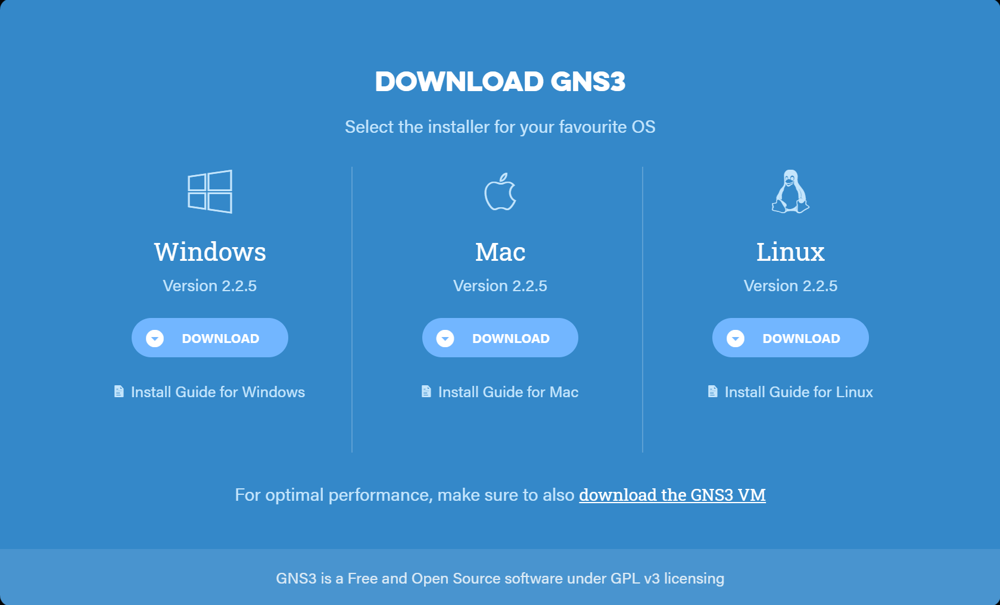 DOWNLOAD GNS3
Select the installer for your favourite OS
Windows
Version 2.2.5
DOWNLOAD
Install Guide for Windows
Mac
Version 2.2.5
DOWNLOAD
Install Guide for Mac
Linux
Version 2.2.5
DOWNLOAD
Install Guide for Linux
For optimal performance, make sure to also download the GNS3 VM
GNS3 is a Free and Open Source software under GPL v3 licensing